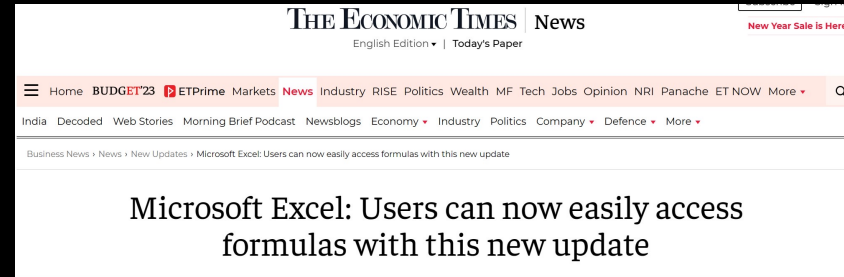 THE ECONOMIC TIMES | News
New Year Sale is Here
English Edition ▾ | Today's Paper
Home BUDGET'23 ETPrime Markets News Industry RISE Politics Wealth MF Tech Jobs Opinion NRI Panache ET NOW More ▾
India Decoded Web Stories Morning Brief Podcast Newsblogs Economy ▾ Industry Politics Company ▾ Defence ▾ More ▾
Business News › News › New Updates › Microsoft Excel: Users can now easily access formulas with this new update
Microsoft Excel: Users can now easily access
formulas with this new update